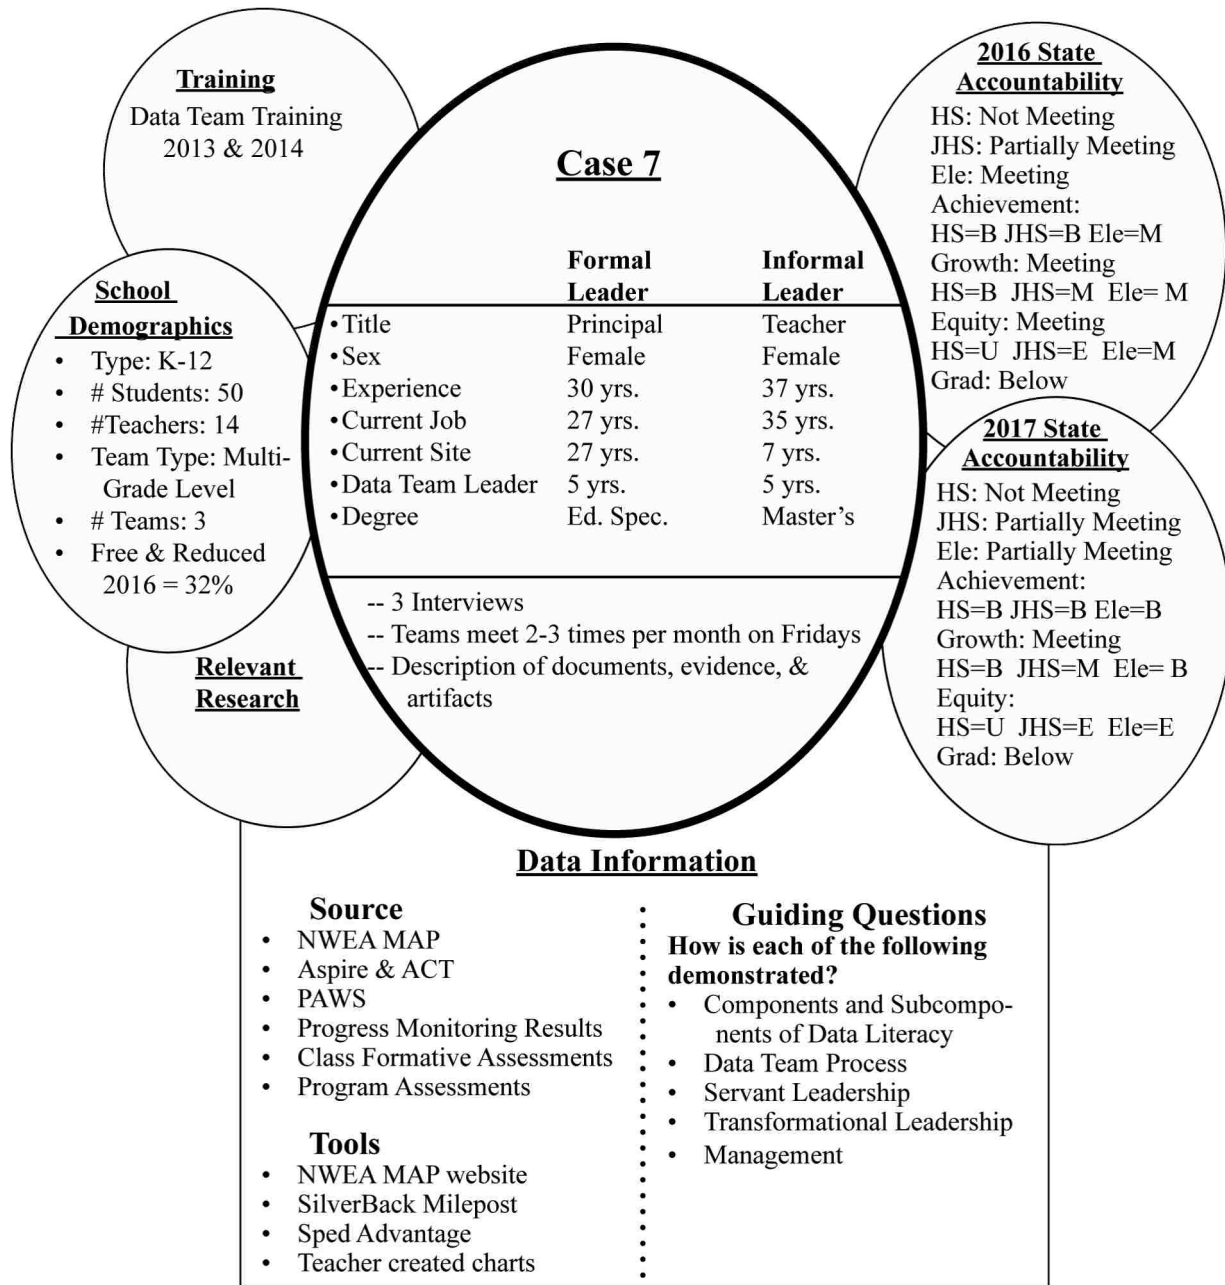 Training
Data Team Training
2013 & 2014
School
Demographics
• Type: K-12
• # Students: 50
• #Teachers: 14
• Team Type: Multi-
Grade Level
• # Teams: 3
• Free & Reduced
2016 = 32%
Relevant
Research
Case 7
Formal Informal
Leader Leader
•Title Principal Teacher
•Sex Female Female
•Experience 30 yrs. 37 yrs.
•Current Job 27 yrs. 35 yrs.
•Current Site 27 yrs. 7 yrs.
•Data Team Leader 5 yrs. 5 yrs.
•Degree Ed. Spec. Master’s
-- 3 Interviews
-- Teams meet 2-3 times per month on Fridays
-- Description of documents, evidence, &
artifacts
2016 State
Accountability
HS: Not Meeting
JHS: Partially Meeting
Ele: Meeting
Achievement:
HS=B JHS=B Ele=M
Growth: Meeting
HS=B JHS=M Ele= M
Equity: Meeting
HS=U JHS=E Ele=M
Grad: Below
2017 State
Accountability
HS: Not Meeting
JHS: Partially Meeting
Ele: Partially Meeting
Achievement:
HS=B JHS=B Ele=B
Growth: Meeting
HS=B JHS=M Ele= B
Equity:
HS=U JHS=E Ele=E
Grad: Below
Data Information
Source
• NWEA MAP
• Aspire & ACT
• PAWS
• Progress Monitoring Results
• Class Formative Assessments
• Program Assessments
Tools
• NWEA MAP website
• SilverBack Milepost
• Sped Advantage
• Teacher created charts
Guiding Questions
How is each of the following
demonstrated?
• Components and Subcompo-
nents of Data Literacy
• Data Team Process
• Servant Leadership
• Transformational Leadership
• Management